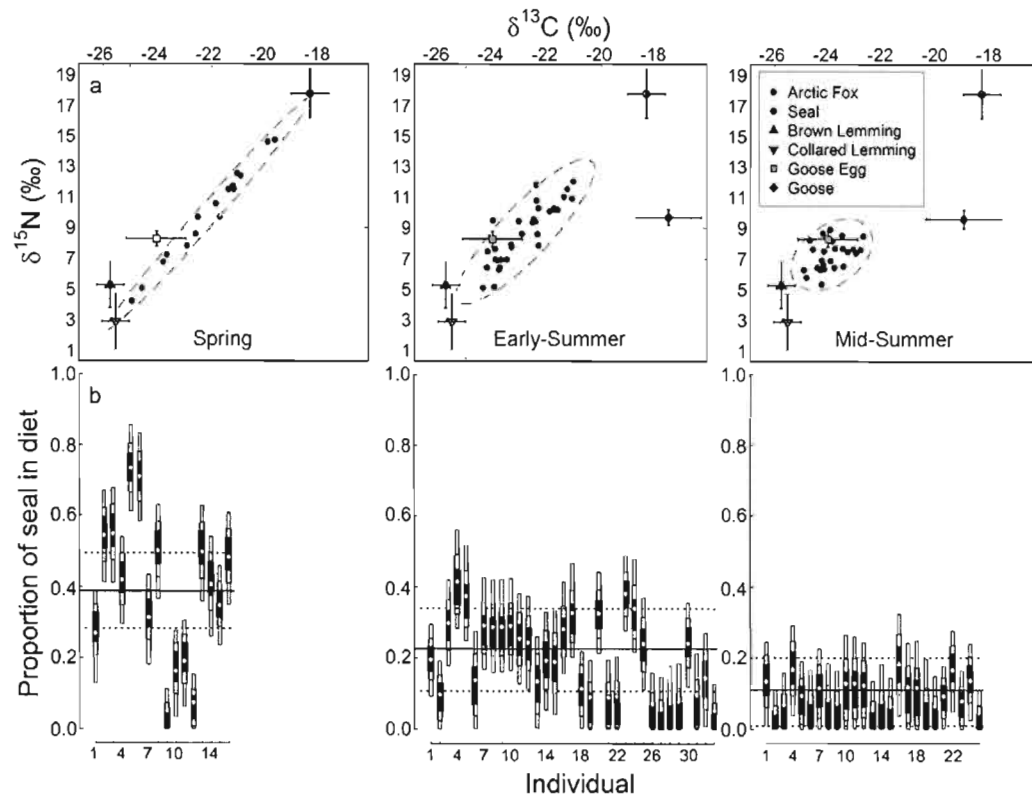 δ¹³C (‰)
-26 -24 -22 -20 -18 -26 -24 -22 -20 -18 -26 -24 -22 -20 -18
a
δ¹⁵N (‰)
19
17
15
13
11
9
7
5
3
1
Spring
19
17
15
13
11
9
7
5
3
1
Early-Summer
19
17
15
13
11
9
7
5
3
1
Arctic Fox
Seal
Brown Lemming
Collared Lemming
Goose Egg
Goose
Mid-Summer
b
Proportion of seal in diet
1.0
0.8
0.6
0.4
0.2
0.0
1 4 7 10 14
1.0
0.8
0.6
0.4
0.2
0.0
1 4 7 10 14 18 22 26 30
1.0
0.8
0.6
0.4
0.2
0.0
1 4 7 10 14 18 22
Individual